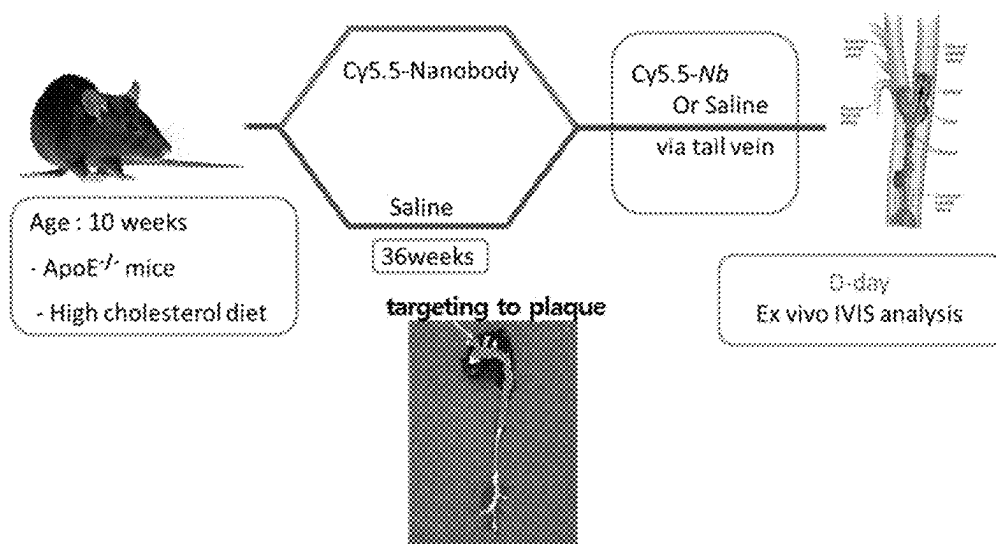 Age : 10 weeks
- ApoE-/- mice
- High cholesterol diet
Cy5.5-Nanobody
Saline
36weeks
Cy5.5-Nb
Or Saline
via tail vein
D-day
Ex vivo IVIS analysis
targeting to plaque